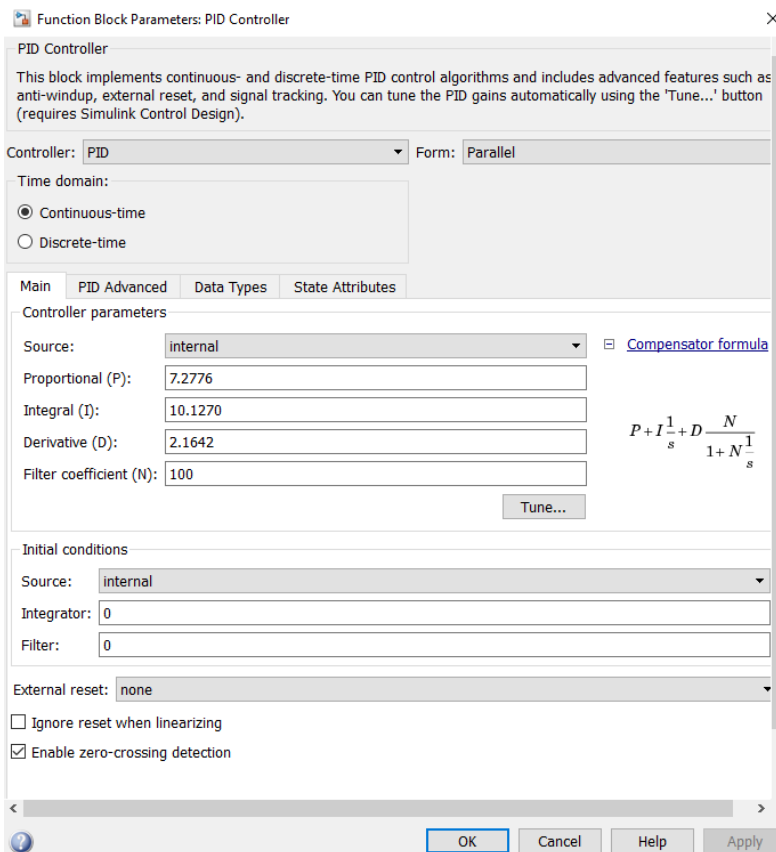 Function Block Parameters: PID Controller
PID Controller
This block implements continuous- and discrete-time PID control algorithms and includes advanced features such as
anti-windup, external reset, and signal tracking. You can tune the PID gains automatically using the 'Tune...' button
(requires Simulink Control Design).
Controller: PID Form: Parallel
Time domain:
Continuous-time
Discrete-time
Main PID Advanced Data Types State Attributes
Controller parameters
Source: internal Compensator formula
Proportional (P): 7.2776
Integral (I): 10.1270
Derivative (D): 2.1642
Filter coefficient (N): 100
P+I 1/s +D N/(1+N 1/s)
Tune...
Initial conditions
Source: internal
Integrator: 0
Filter: 0
External reset: none
Ignore reset when linearizing
Enable zero-crossing detection
OK Cancel Help Apply